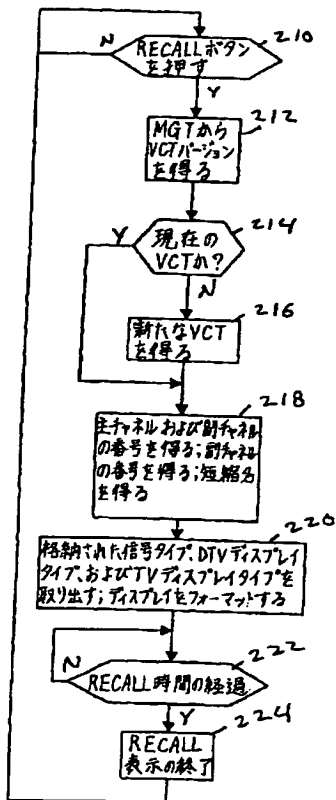 210
N
RECALLボタン
を押す
Y
212
MGTから
VCTバージョン
を得る
214
Y
現在の
VCTか?
N
216
新たなVCT
を得る
218
主チャネルおよび副チャネル
の番号を得る;副チャネル
の番号を得る;短縮名
を得る
220
格納された信号タイプ、DTVディスプレイ
タイプ、およびTVディスプレイタイプを
取り出す;ディスプレイをフォーマットする
222
N
RECALL時間の経過
Y
224
RECALL
表示の終了